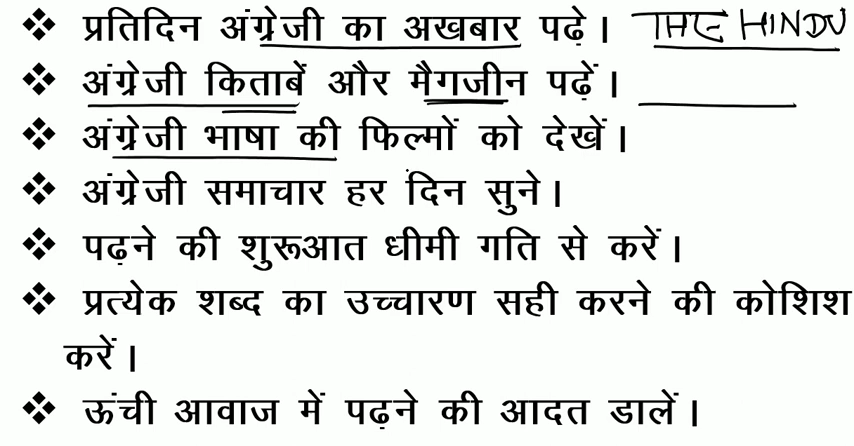 ❖ प्रतिदिन अंग्रेजी का अखबार पढ़े। THE HINDU
❖ अंग्रेजी किताबें और मैगजीन पढ़ें।
❖ अंग्रेजी भाषा की फिल्मों को देखें।
❖ अंग्रेजी समाचार हर दिन सुने।
❖ पढ़ने की शुरूआत धीमी गति से करें।
❖ प्रत्येक शब्द का उच्चारण सही करने की कोशिश
करें।
❖ ऊंची आवाज में पढ़ने की आदत डालें।